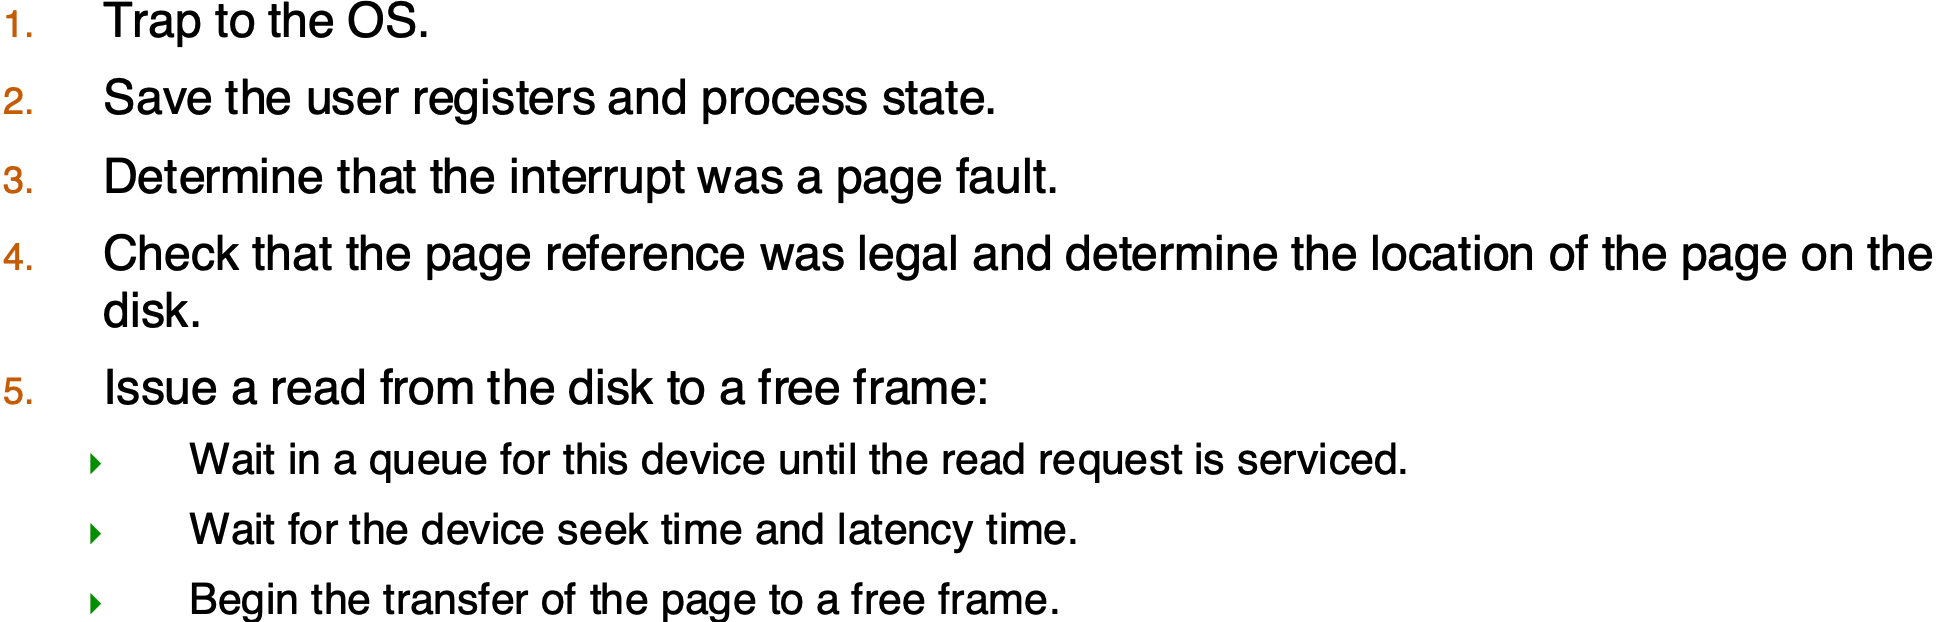 1. Trap to the OS.
2. Save the user registers and process state.
3. Determine that the interrupt was a page fault.
4. Check that the page reference was legal and determine the location of the page on the
disk.
5. Issue a read from the disk to a free frame:
Wait in a queue for this device until the read request is serviced.
Wait for the device seek time and latency time.
Begin the transfer of the page to a free frame.